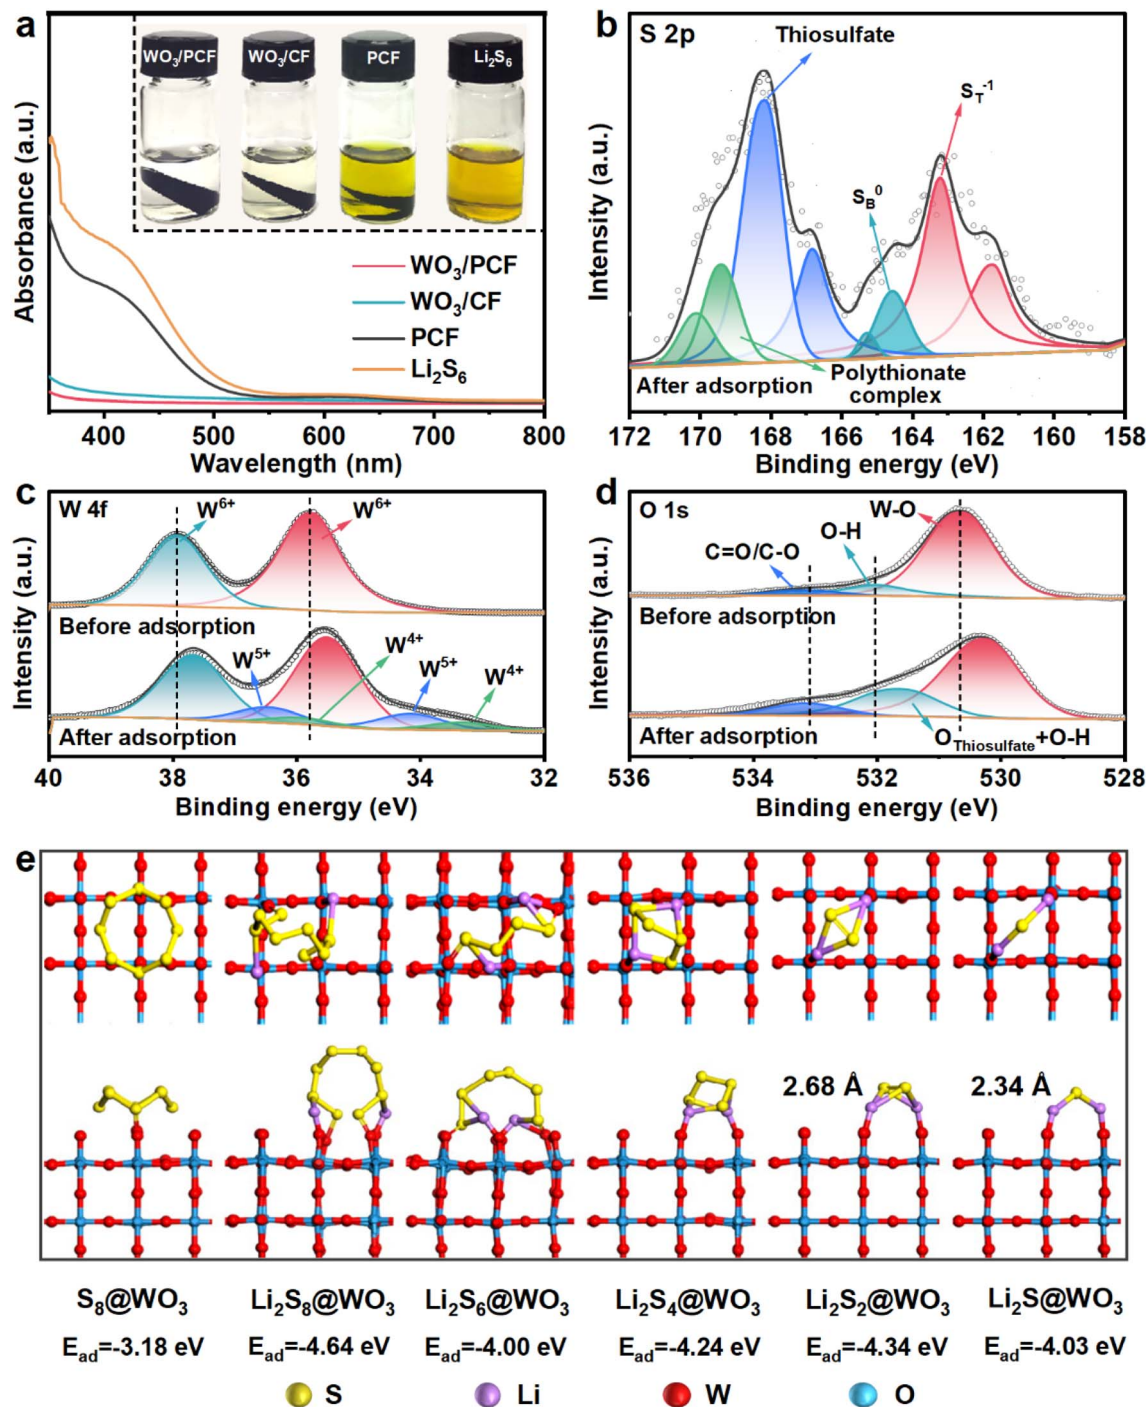 a
WO3/PCF
WO3/CF
PCF
Li2S6
WO3/PCF
WO3/CF
PCF
Li2S6
Absorbance (a.u.)
400 500 600 700 800
Wavelength (nm)
b
S 2p
Thiosulfate
ST-1
SB0
After adsorption
Polythionate
complex
Intensity (a.u.)
172 170 168 166 164 162 160 158
Binding energy (eV)
c
W 4f
W6+
W6+
Before adsorption
W5+
W4+
W5+
W4+
After adsorption
Intensity (a.u.)
40 38 36 34 32
Binding energy (eV)
d
O 1s
W-O
O-H
C=O/C-O
Before adsorption
After adsorption
OThiosulfate+O-H
Intensity (a.u.)
536 534 532 530 528
Binding energy (eV)
e
2.68 Å
2.34 Å
S8@WO3 Li2S8@WO3 Li2S6@WO3 Li2S4@WO3 Li2S2@WO3 Li2S@WO3
Ead=-3.18 eV Ead=-4.64 eV Ead=-4.00 eV Ead=-4.24 eV Ead=-4.34 eV Ead=-4.03 eV
S Li W O